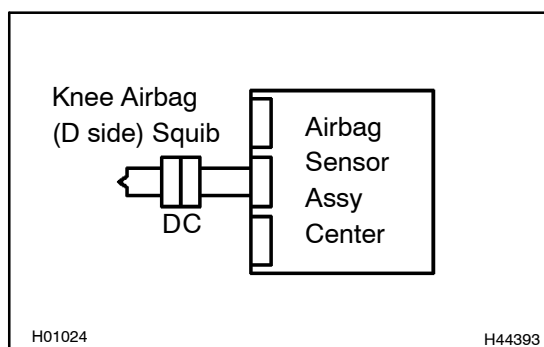 Knee Airbag
(D side) Squib
DC
Airbag
Sensor
Assy
Center
H01024
H44393